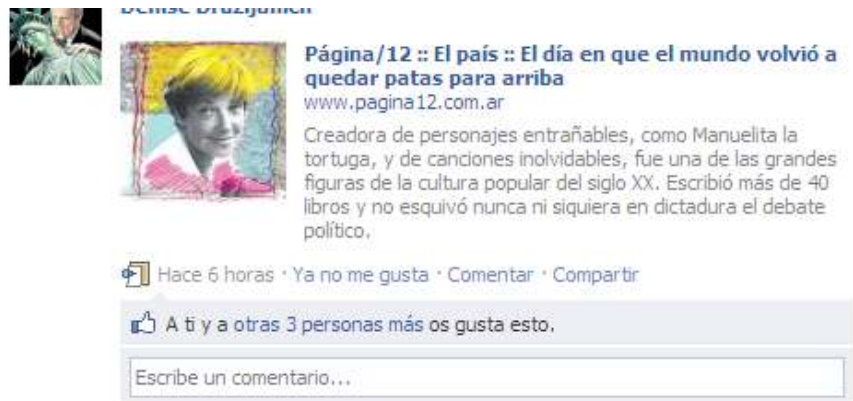 Página/12 :: El país :: El día en que el mundo volvió a
quedar patas para arriba
www.pagina12.com.ar
Creadora de personajes entrañables, como Manuelita la
tortuga, y de canciones inolvidables, fue una de las grandes
figuras de la cultura popular del siglo XX. Escribió más de 40
libros y no esquivó nunca ni siquiera en dictadura el debate
político.
Hace 6 horas · Ya no me gusta · Comentar · Compartir
A ti y a otras 3 personas más os gusta esto.
Escribe un comentario...